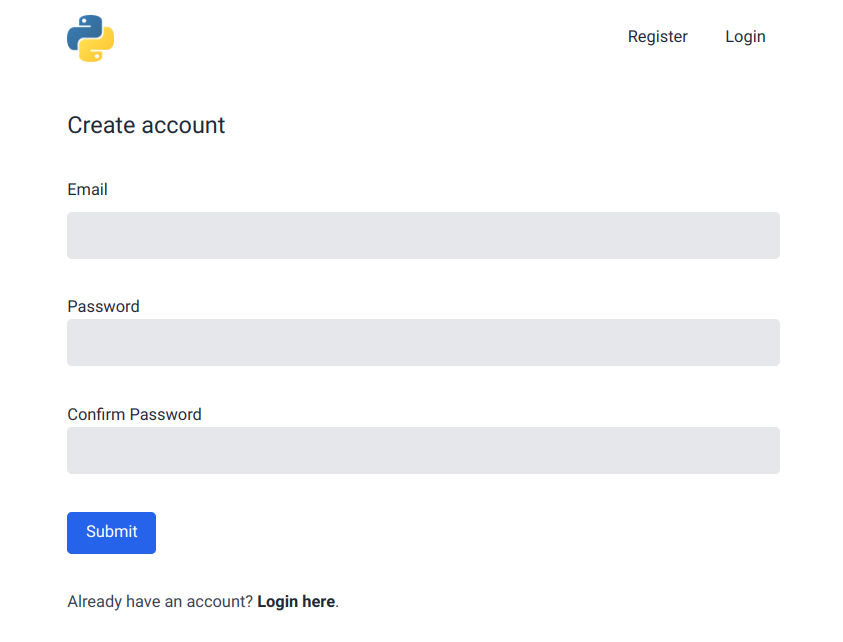 Register Login
Create account
Email
Password
Confirm Password
Submit
Already have an account? Login here.